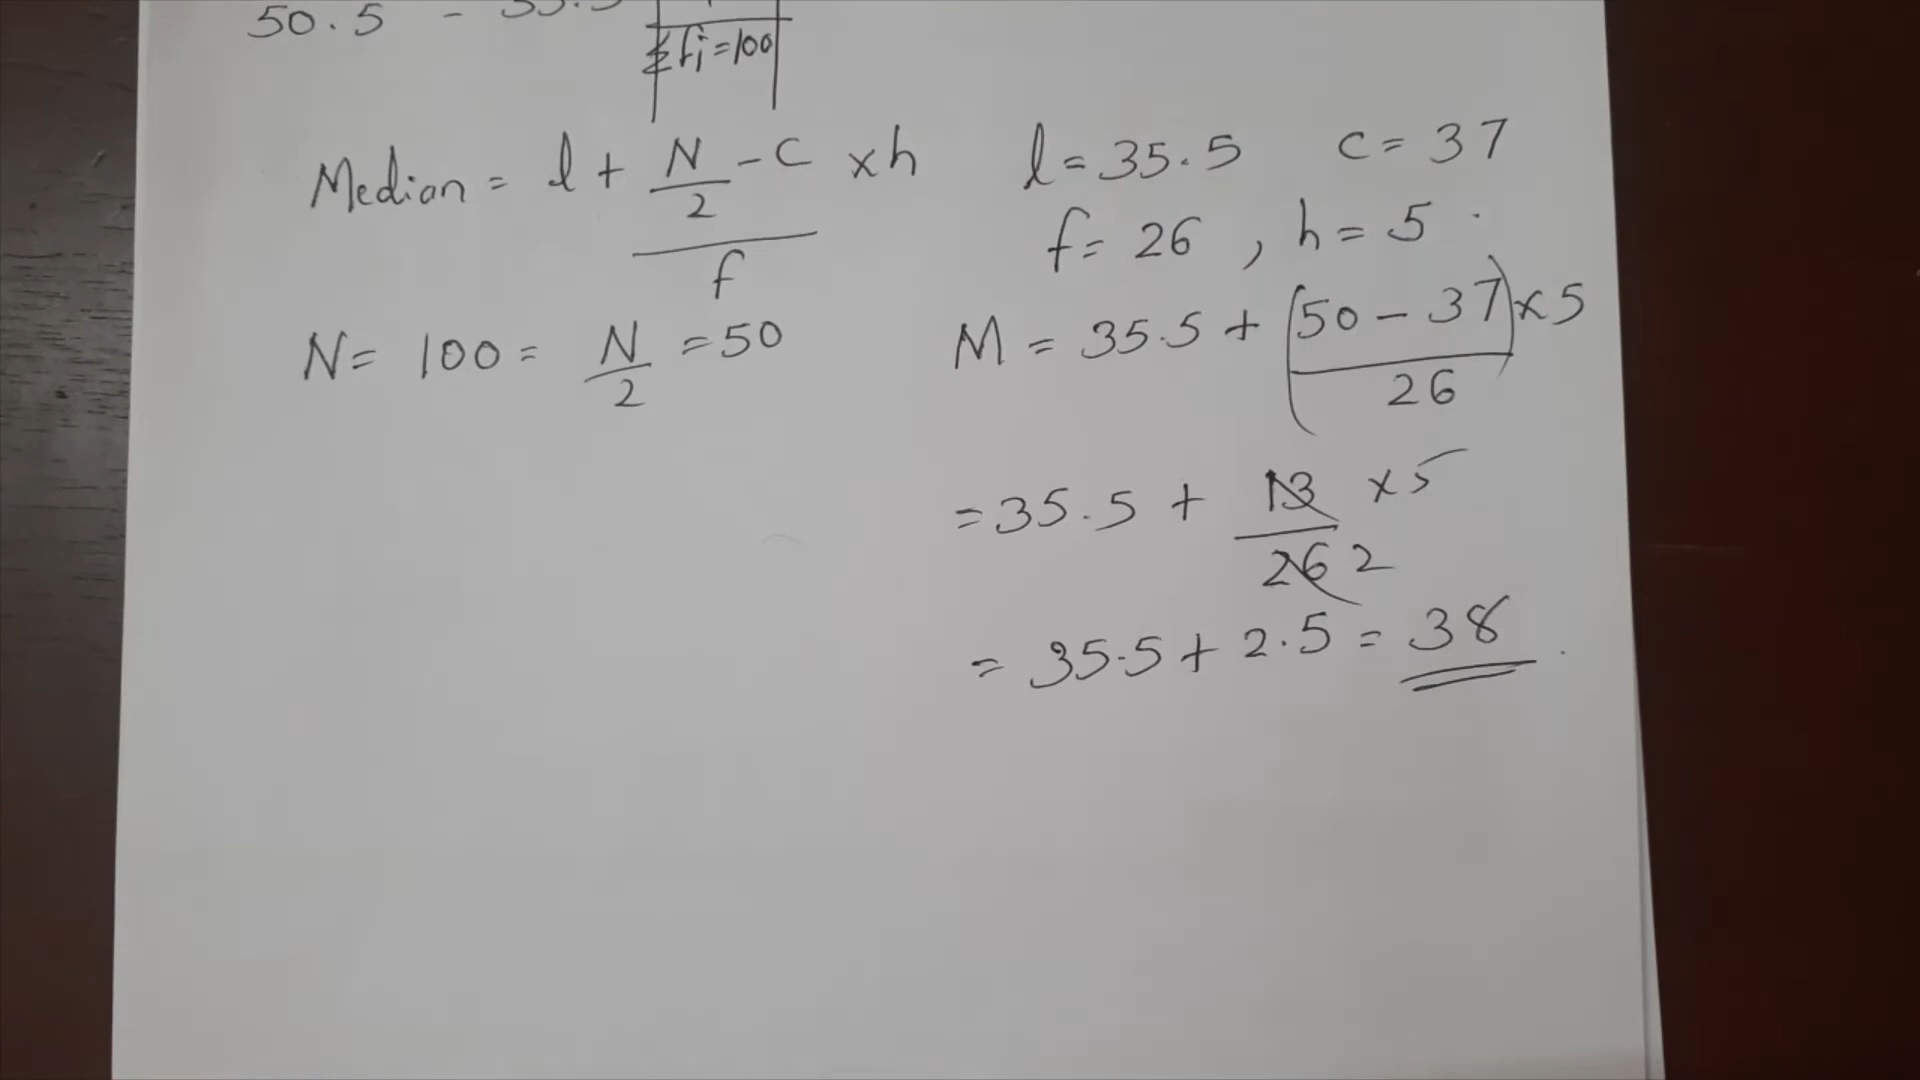 50.5 -
Σfi=100
Median = l + N/2 - C / f × h
N = 100 = N/2 = 50
l = 35.5 C = 37
f = 26 , h = 5
M = 35.5 + (50 - 37 / 26) × 5
= 35.5 + 13/26 2 × 5
= 35.5 + 2.5 = 38